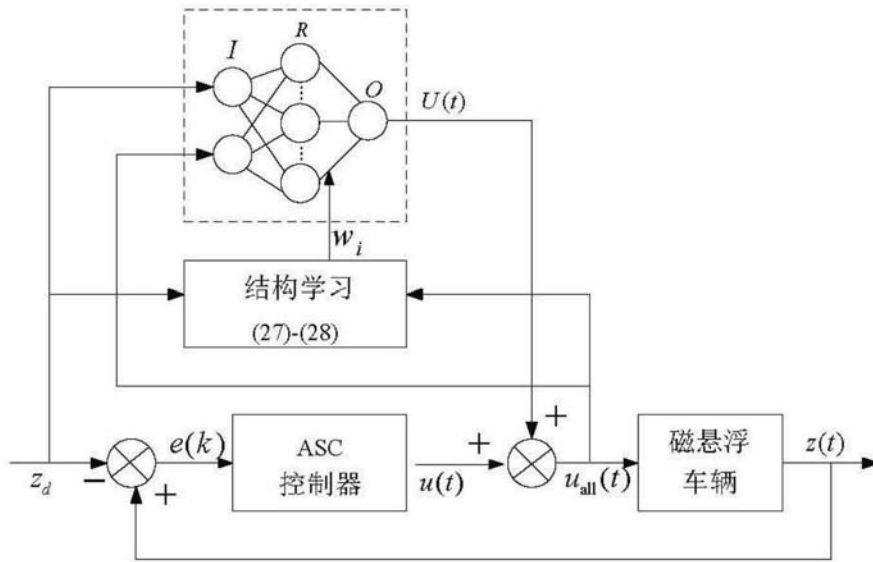 R
I
O
U(t)
w_i
结构学习
(27)-(28)
+
z_d
−
+
e(k)
ASC
控制器
+
u(t)
u_all(t)
磁悬浮
车辆
z(t)